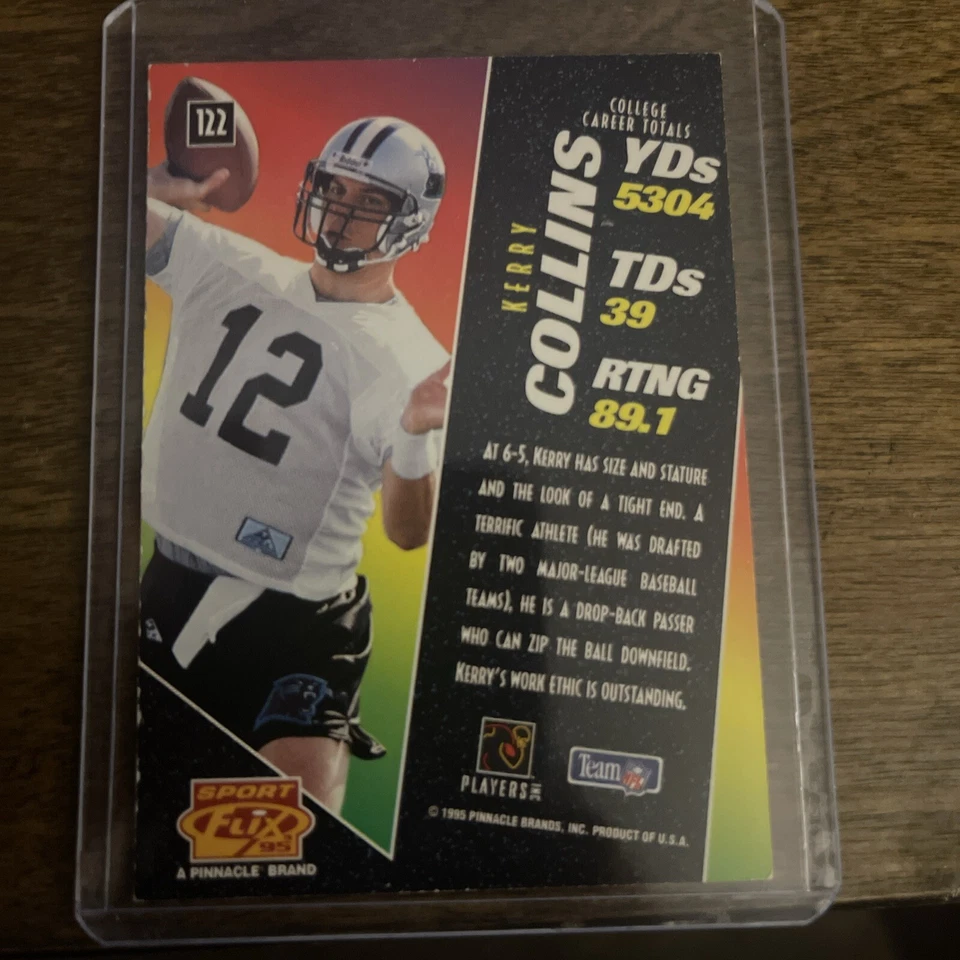 122
COLLEGE
CAREER TOTALS
KERRY
COLLINS
YDs
5304
TDs
39
RTNG
89.1
12
AT 6-5, KERRY HAS SIZE AND STATURE
AND THE LOOK OF A TIGHT END. A
TERRIFIC ATHLETE (HE WAS DRAFTED
BY TWO MAJOR-LEAGUE BASEBALL
TEAMS), HE IS A DROP-BACK PASSER
WHO CAN ZIP THE BALL DOWNFIELD.
KERRY'S WORK ETHIC IS OUTSTANDING.
PLAYERS INC
Team NFL
© 1995 PINNACLE BRANDS, INC. PRODUCT OF U.S.A.
SPORT
FLIX
95
A PINNACLE BRAND